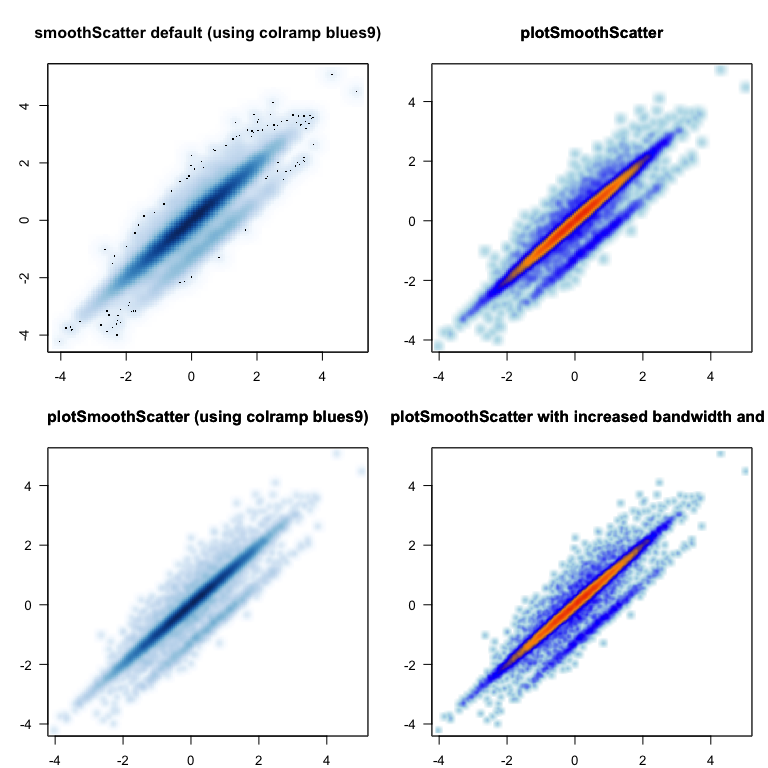 smoothScatter default (using colramp blues9)
plotSmoothScatter
4
2
0
-2
-4
-4 -2 0 2 4
4
2
0
-2
-4
-4 -2 0 2 4
plotSmoothScatter (using colramp blues9)
plotSmoothScatter with increased bandwidth and
4
2
0
-2
-4
-4 -2 0 2 4
4
2
0
-2
-4
-4 -2 0 2 4